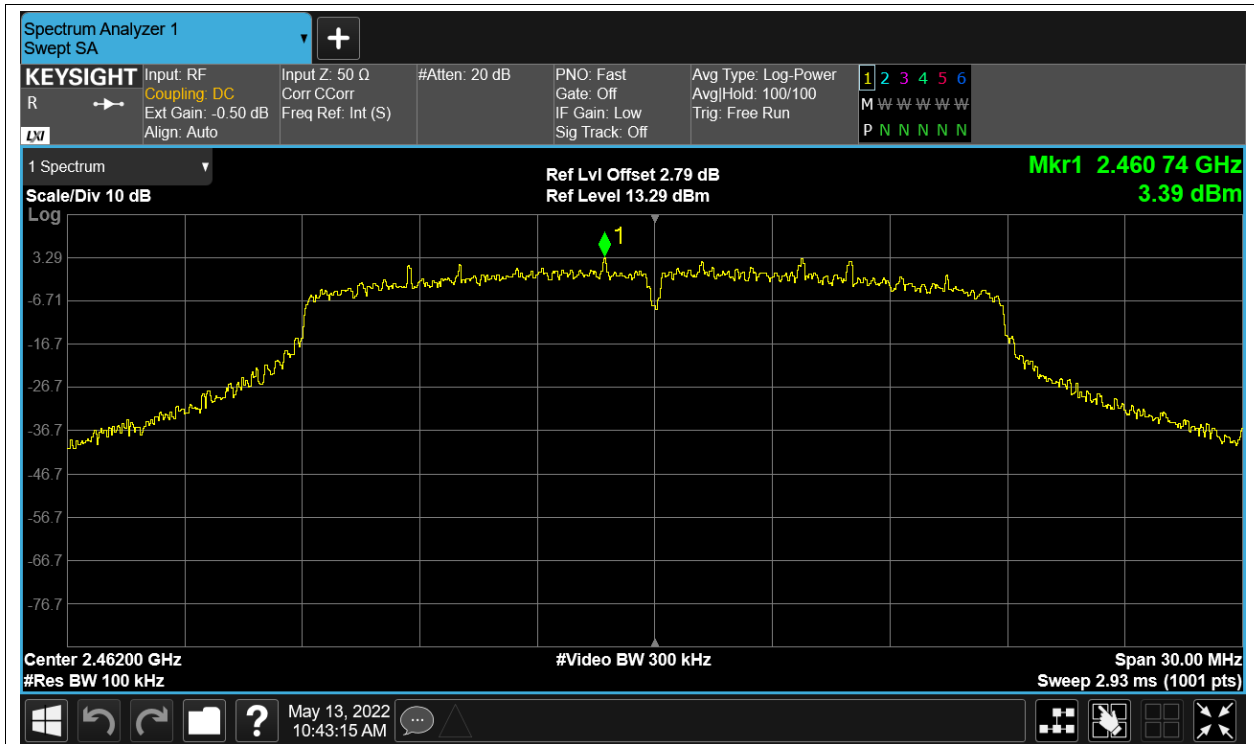 Spectrum Analyzer 1
Swept SA
KEYSIGHT
R
LXI
Input: RF
Coupling: DC
Ext Gain: -0.50 dB
Align: Auto
Input Z: 50 Ω
Corr CCorr
Freq Ref: Int (S)
#Atten: 20 dB
PNO: Fast
Gate: Off
IF Gain: Low
Sig Track: Off
Avg Type: Log-Power
Avg|Hold: 100/100
Trig: Free Run
1 2 3 4 5 6
M W W W W W
P N N N N N
1 Spectrum
Scale/Div 10 dB
Log
Ref Lvl Offset 2.79 dB
Ref Level 13.29 dBm
Mkr1 2.460 74 GHz
3.39 dBm
1
3.29
-6.71
-16.7
-26.7
-36.7
-46.7
-56.7
-66.7
-76.7
Center 2.46200 GHz
#Res BW 100 kHz
#Video BW 300 kHz
Span 30.00 MHz
Sweep 2.93 ms (1001 pts)
?
May 13, 2022
10:43:15 AM